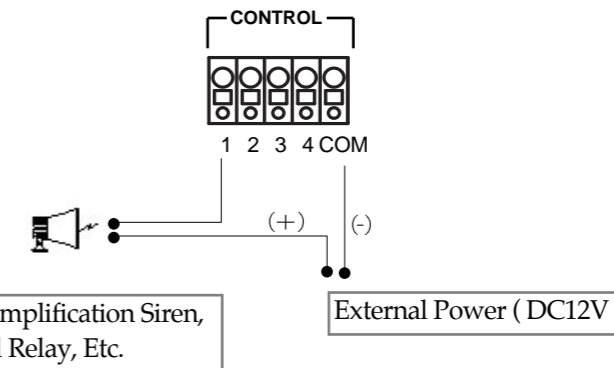 CONTROL
1 2 3 4 COM
(+) (-)
mplification Siren, External Power ( DC12V
Relay, Etc.